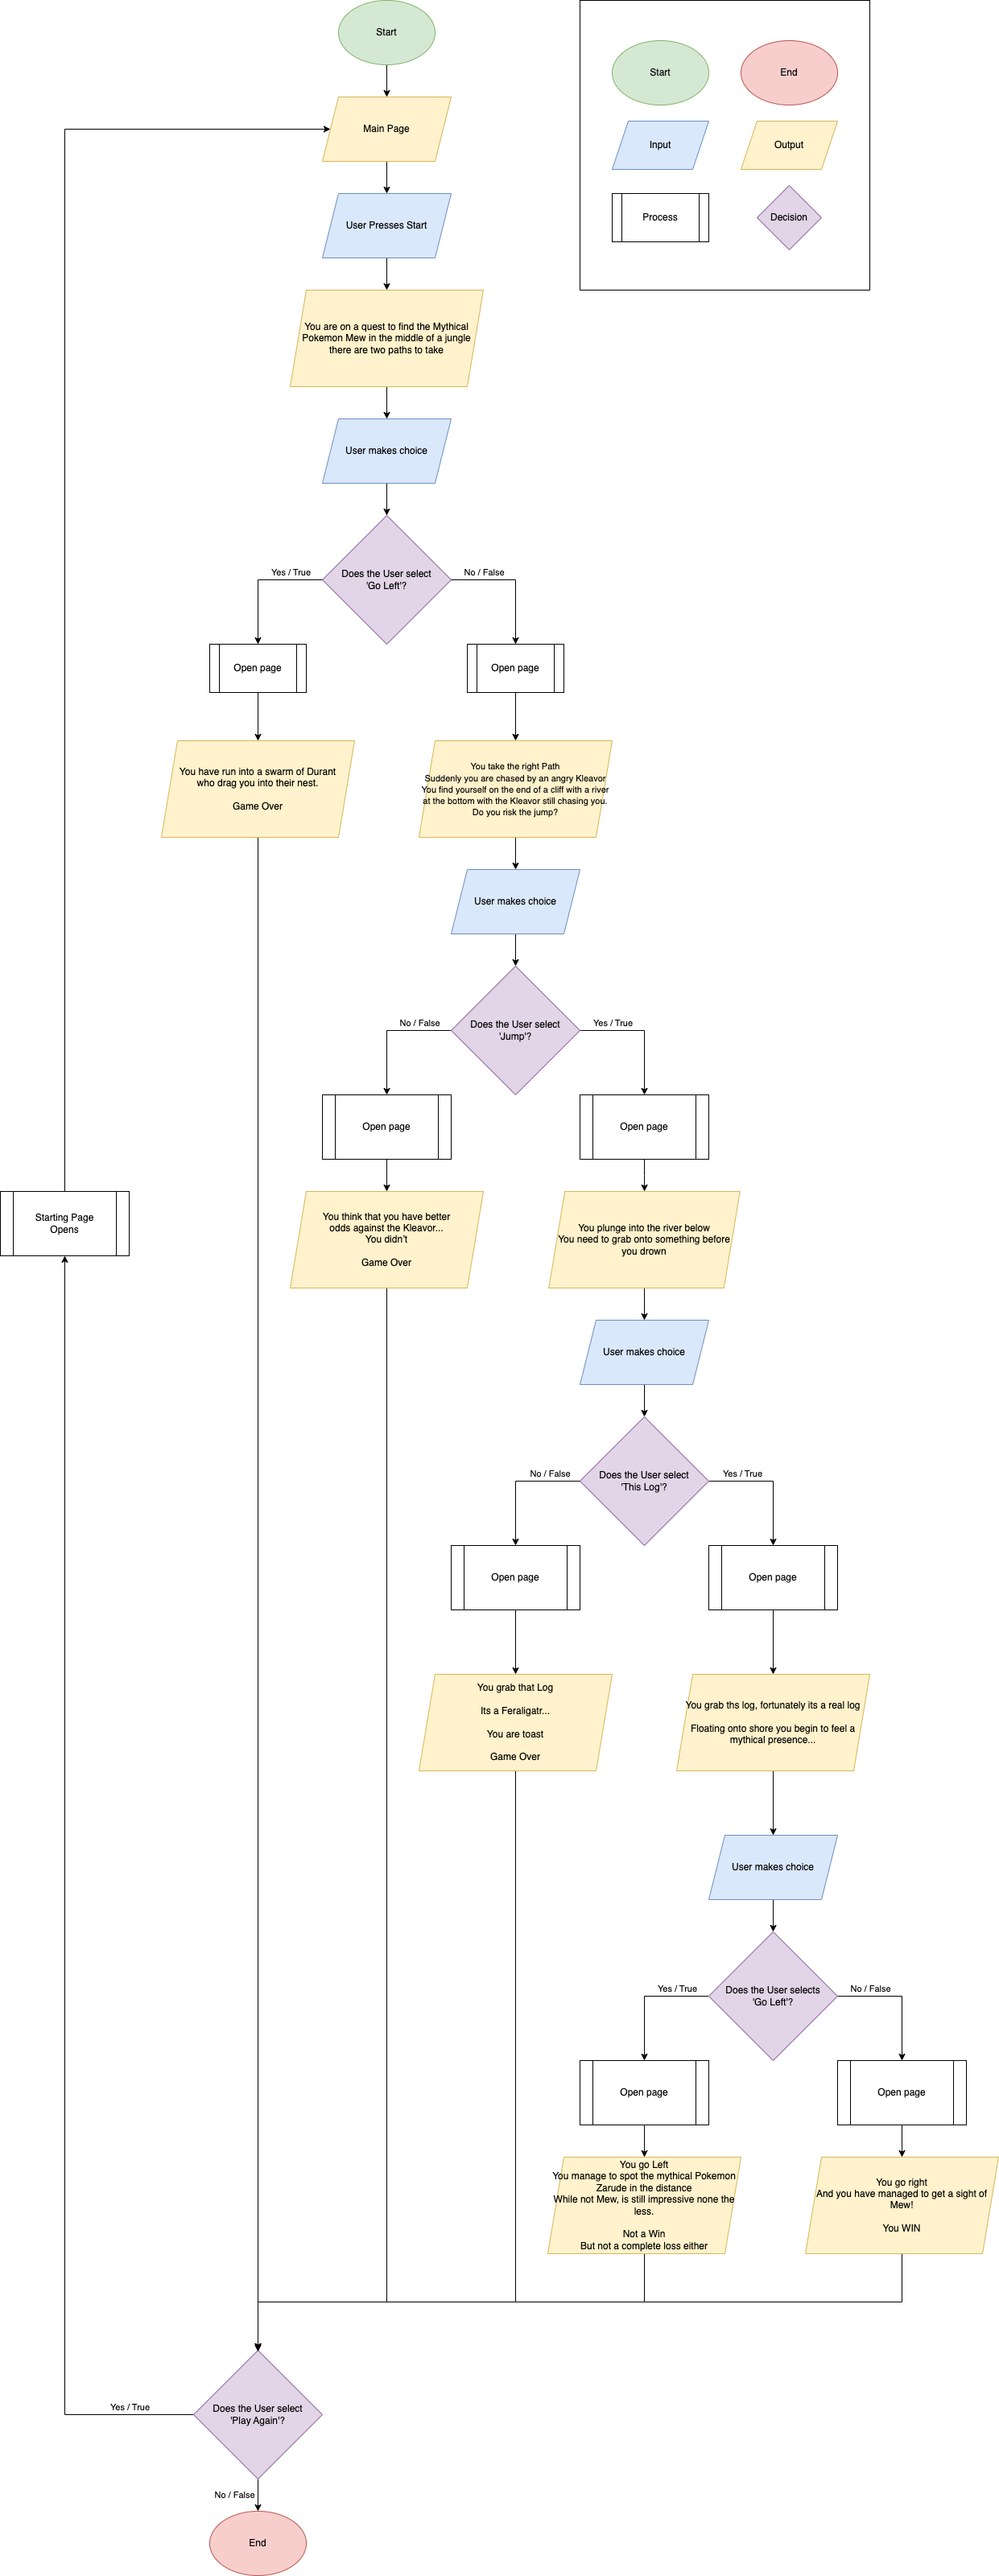 Start
Start
End
Main Page
Input
Output
User Presses Start
Process
Decision
You are on a quest to find the Mythical
Pokemon Mew in the middle of a jungle
there are two paths to take
User makes choice
Does the User select
'Go Left'?
Yes / True
No / False
Open page
Open page
You have run into a swarm of Durant
who drag you into their nest.
Game Over
You take the right Path
Suddenly you are chased by an angry Kleavor
You find yourself on the end of a cliff with a river
at the bottom with the Kleavor still chasing you.
Do you risk the jump?
User makes choice
No / False
Yes / True
Does the User select
'Jump'?
Open page
Open page
Starting Page
Opens
You think that you have better
odds against the Kleavor...
You didn't
Game Over
You plunge into the river below
You need to grab onto something before
you drown
User makes choice
No / False
Yes / True
Does the User select
'This Log'?
Open page
Open page
You grab that Log
Its a Feraligatr...
You are toast
Game Over
You grab ths log, fortunately its a real log
Floating onto shore you begin to feel a
mythical presence...
User makes choice
Yes / True
No / False
Does the User selects
'Go Left'?
Open page
Open page
You go Left
You manage to spot the mythical Pokemon
Zarude in the distance
While not Mew, is still impressive none the
less.
Not a Win
But not a complete loss either
You go right
And you have managed to get a sight of
Mew!
You WIN
Yes / True
Does the User select
'Play Again'?
No / False
End